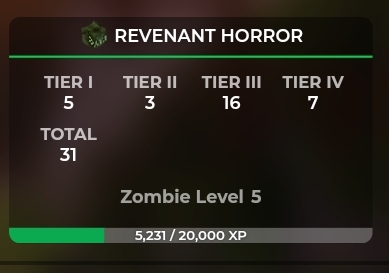 REVENANT HORROR
TIER I TIER II TIER III TIER IV
5 3 16 7
TOTAL
31
Zombie Level 5
5,231 / 20,000 XP